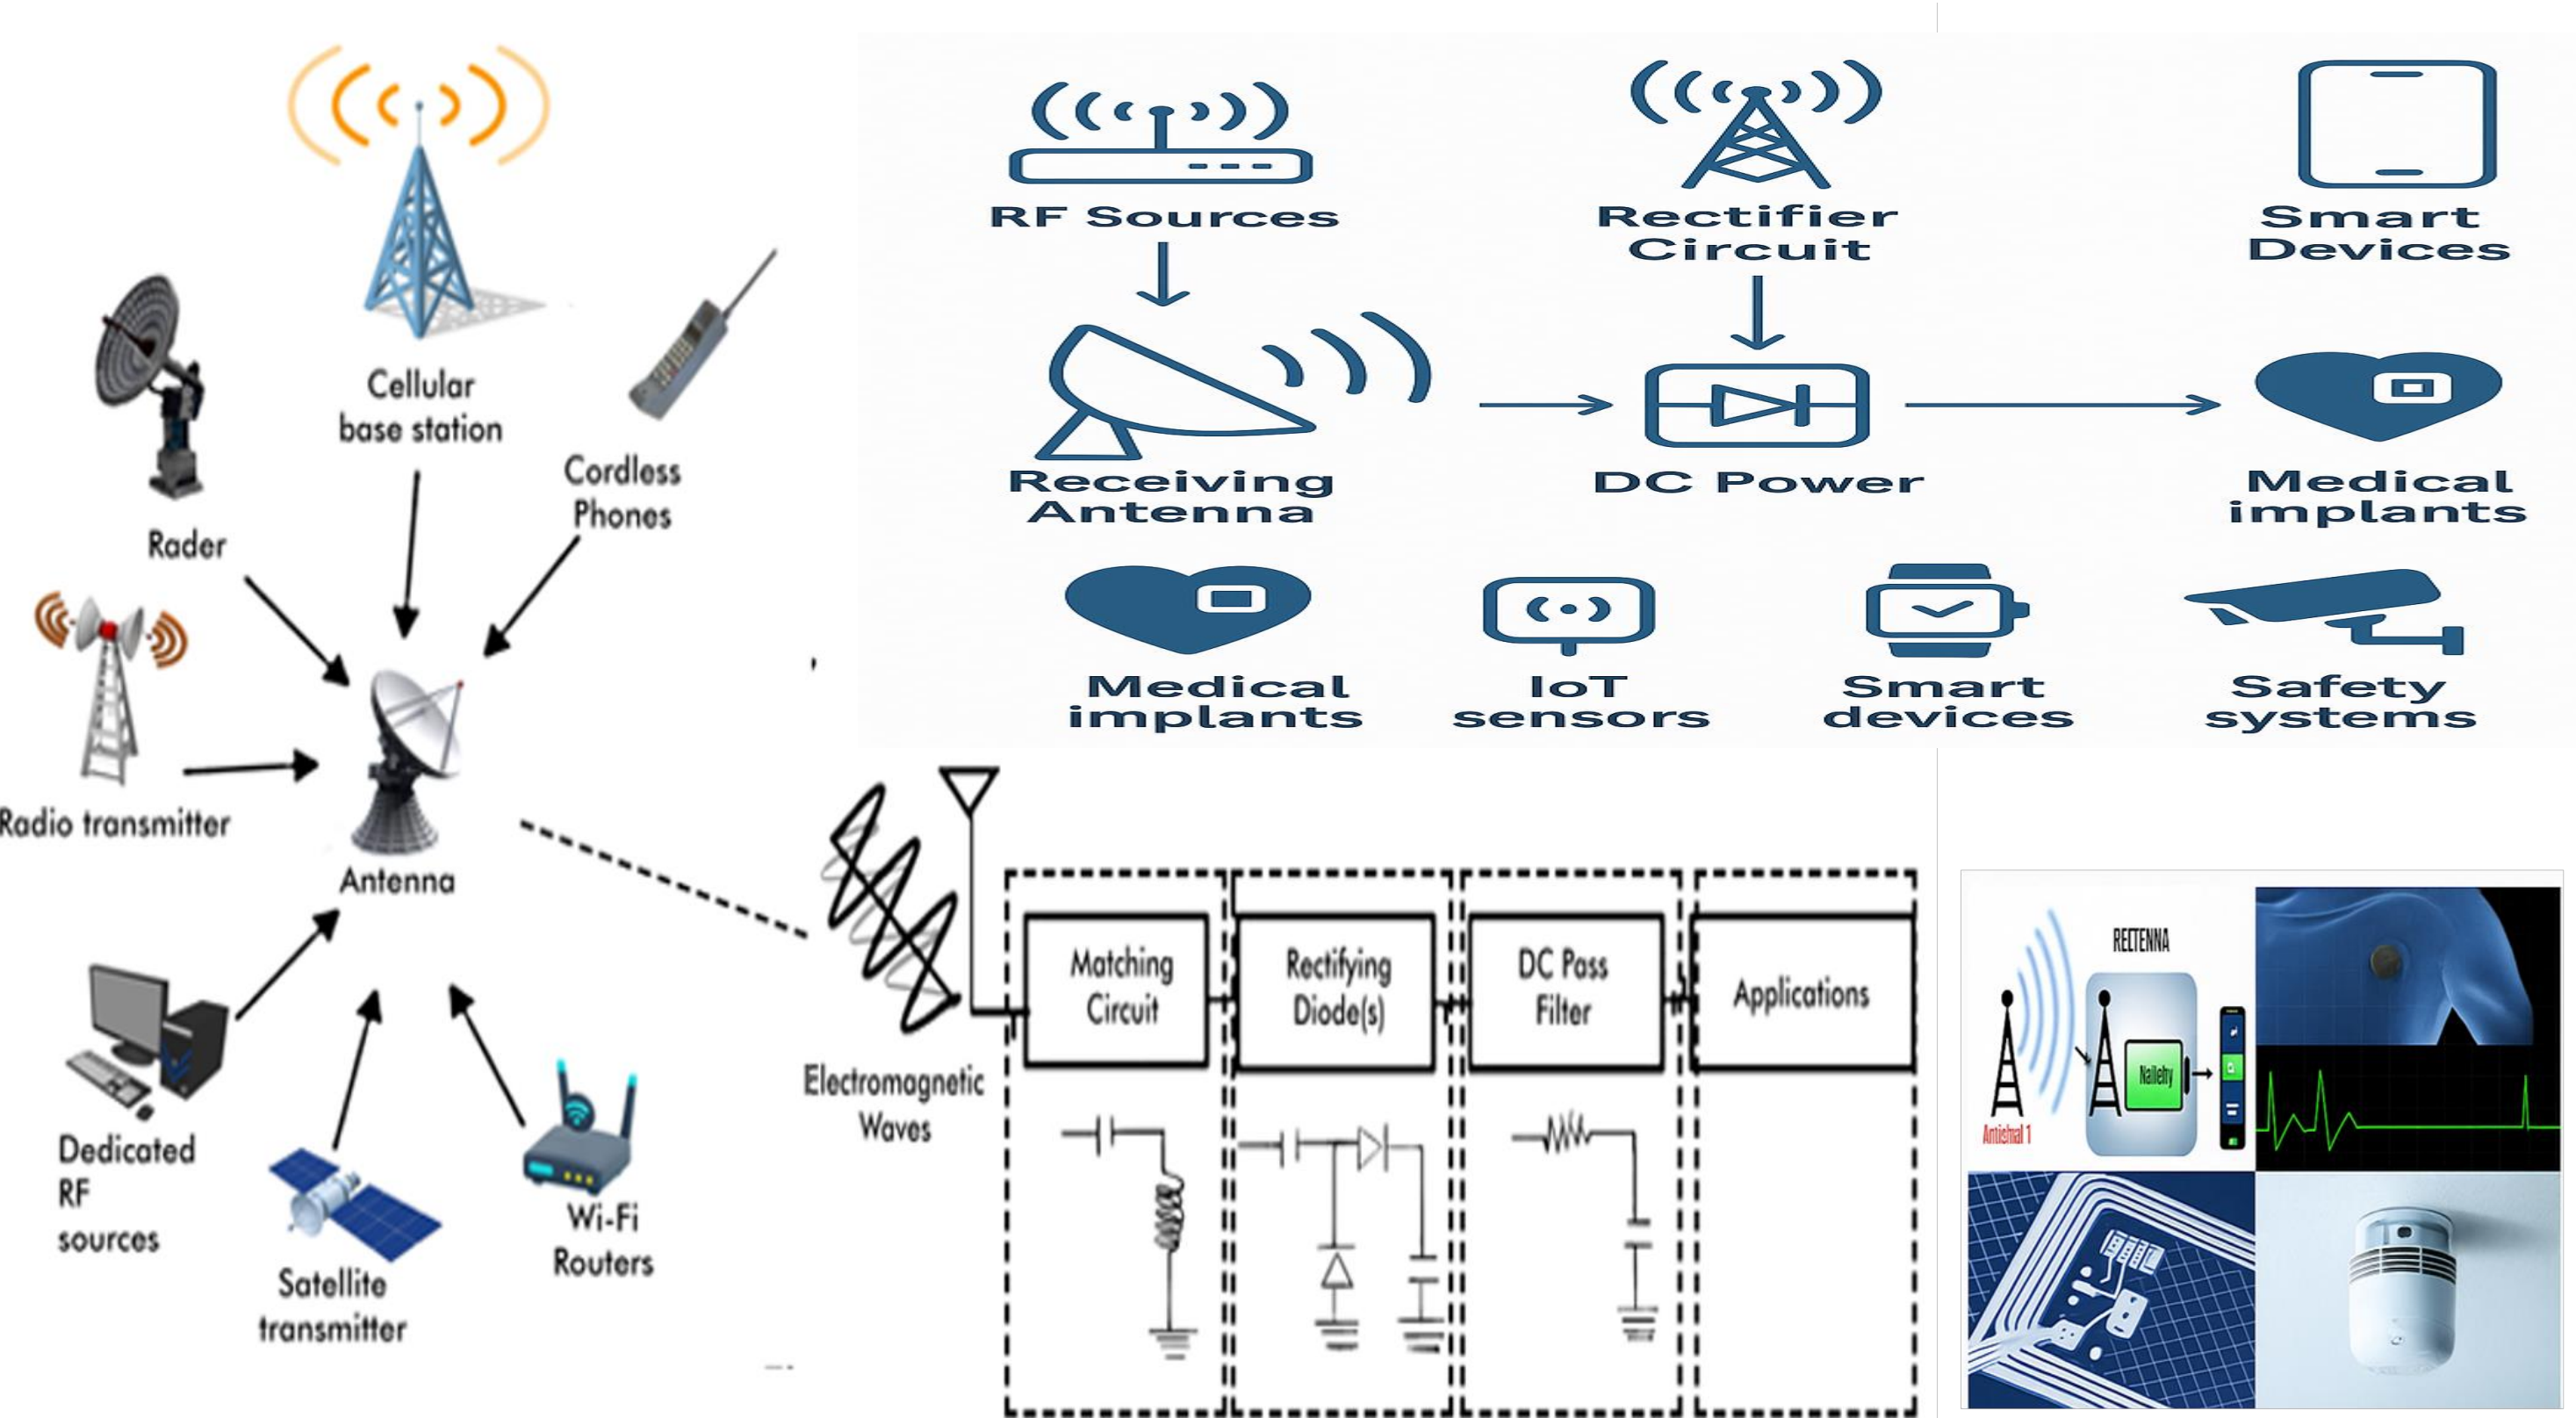 Cellular
base station
Cordless
Phones
Rader
Radio transmitter
Antenna
Dedicated
RF
sources
Satellite
transmitter
Wi-Fi
Routers
RF Sources
Rectifier
Circuit
Smart
Devices
Receiving
Antenna
DC Power
Medical
implants
Medical
implants
IoT
sensors
Smart
devices
Safety
systems
Electromagnetic
Waves
Matching
Circuit
Rectifying
Diode(s)
DC Pass
Filter
Applications
RECTENNA